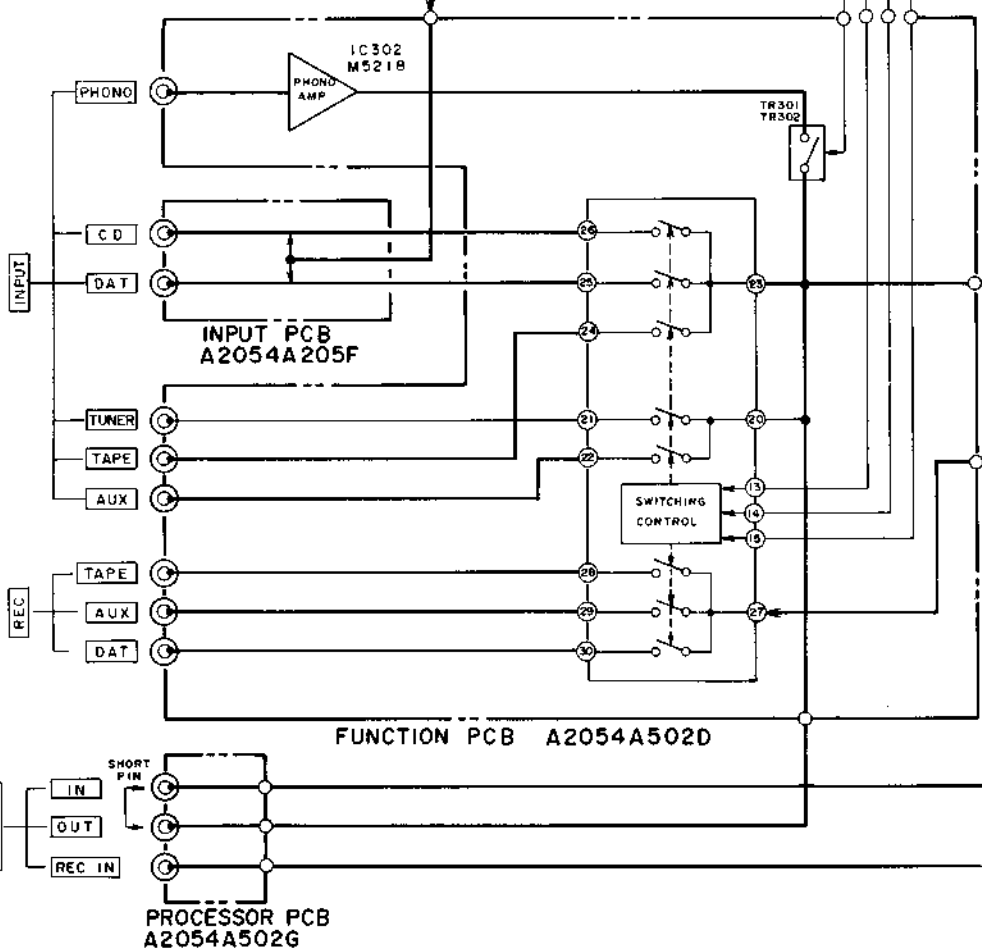 IC302
M5218
PHONO
PHONO
AMP
TR301
TR302
CD
26
INPUT
DAT
25
23
24
INPUT PCB
A2054A205F
TUNER
21
20
TAPE
22
AUX
SWITCHING
CONTROL
13
14
15
TAPE
28
REC
AUX
29
27
DAT
30
FUNCTION PCB A2054A502D
SHORT
PIN
IN
OUT
REC IN
PROCESSOR PCB
A2054A502G